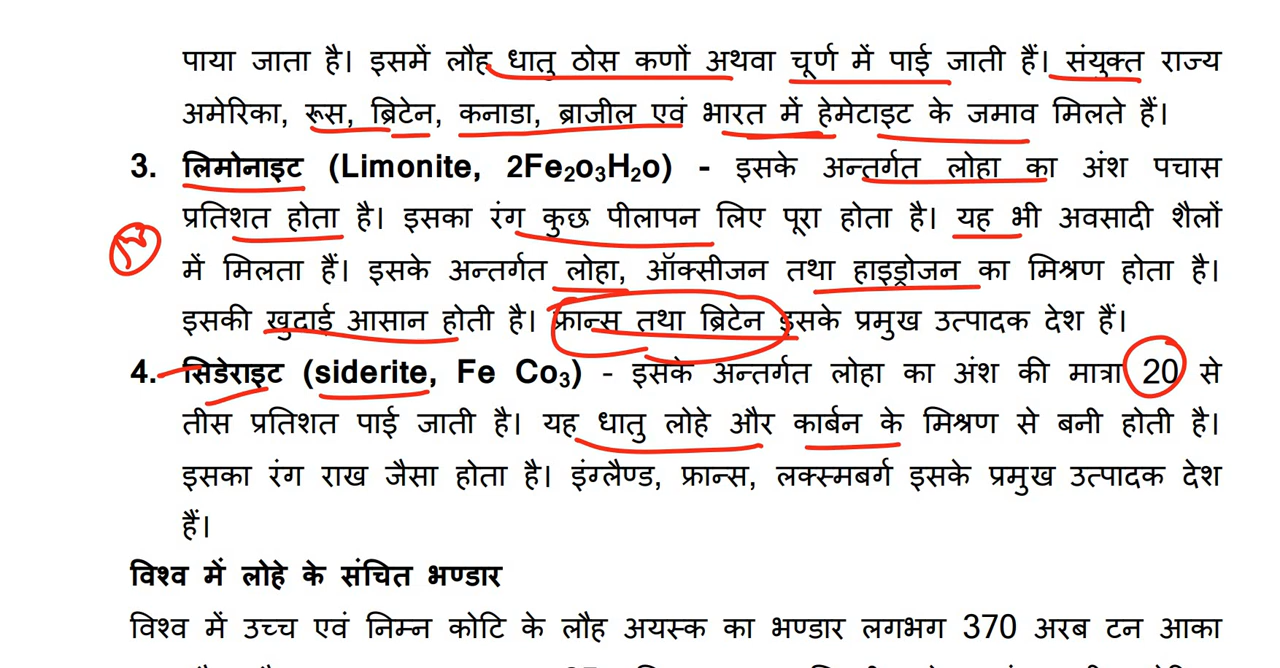 पाया जाता है। इसमें लौह धातु ठोस कणों अथवा चूर्ण में पाई जाती हैं। संयुक्त राज्य
अमेरिका, रूस, ब्रिटेन, कनाडा, ब्राजील एवं भारत में हेमेटाइट के जमाव मिलते हैं।
3. लिमोनाइट (Limonite, 2Fe₂o₃H₂o) - इसके अन्तर्गत लोहा का अंश पचास
प्रतिशत होता है। इसका रंग कुछ पीलापन लिए पूरा होता है। यह भी अवसादी शैलों
में मिलता हैं। इसके अन्तर्गत लोहा, ऑक्सीजन तथा हाइड्रोजन का मिश्रण होता है।
इसकी खुदाई आसान होती है। फ्रान्स तथा ब्रिटेन इसके प्रमुख उत्पादक देश हैं।
4. सिडेराइट (siderite, Fe Co₃) - इसके अन्तर्गत लोहा का अंश की मात्रा 20 से
तीस प्रतिशत पाई जाती है। यह धातु लोहे और कार्बन के मिश्रण से बनी होती है।
इसका रंग राख जैसा होता है। इंग्लैण्ड, फ्रान्स, लक्स्मबर्ग इसके प्रमुख उत्पादक देश
हैं।
विश्व में लोहे के संचित भण्डार
विश्व में उच्च एवं निम्न कोटि के लौह अयस्क का भण्डार लगभग 370 अरब टन आका